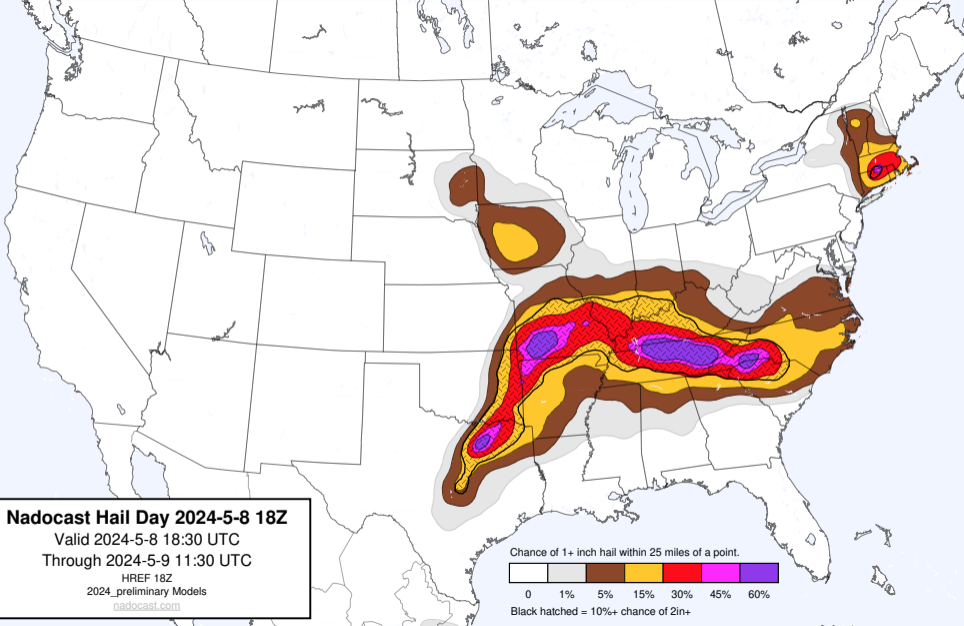 Nadocast Hail Day 2024-5-8 18Z
Valid 2024-5-8 18:30 UTC
Through 2024-5-9 11:30 UTC
HREF 18Z
2024_preliminary Models
nadocast.com
Chance of 1+ inch hail within 25 miles of a point.
0 1% 5% 15% 30% 45% 60%
Black hatched = 10%+ chance of 2in+